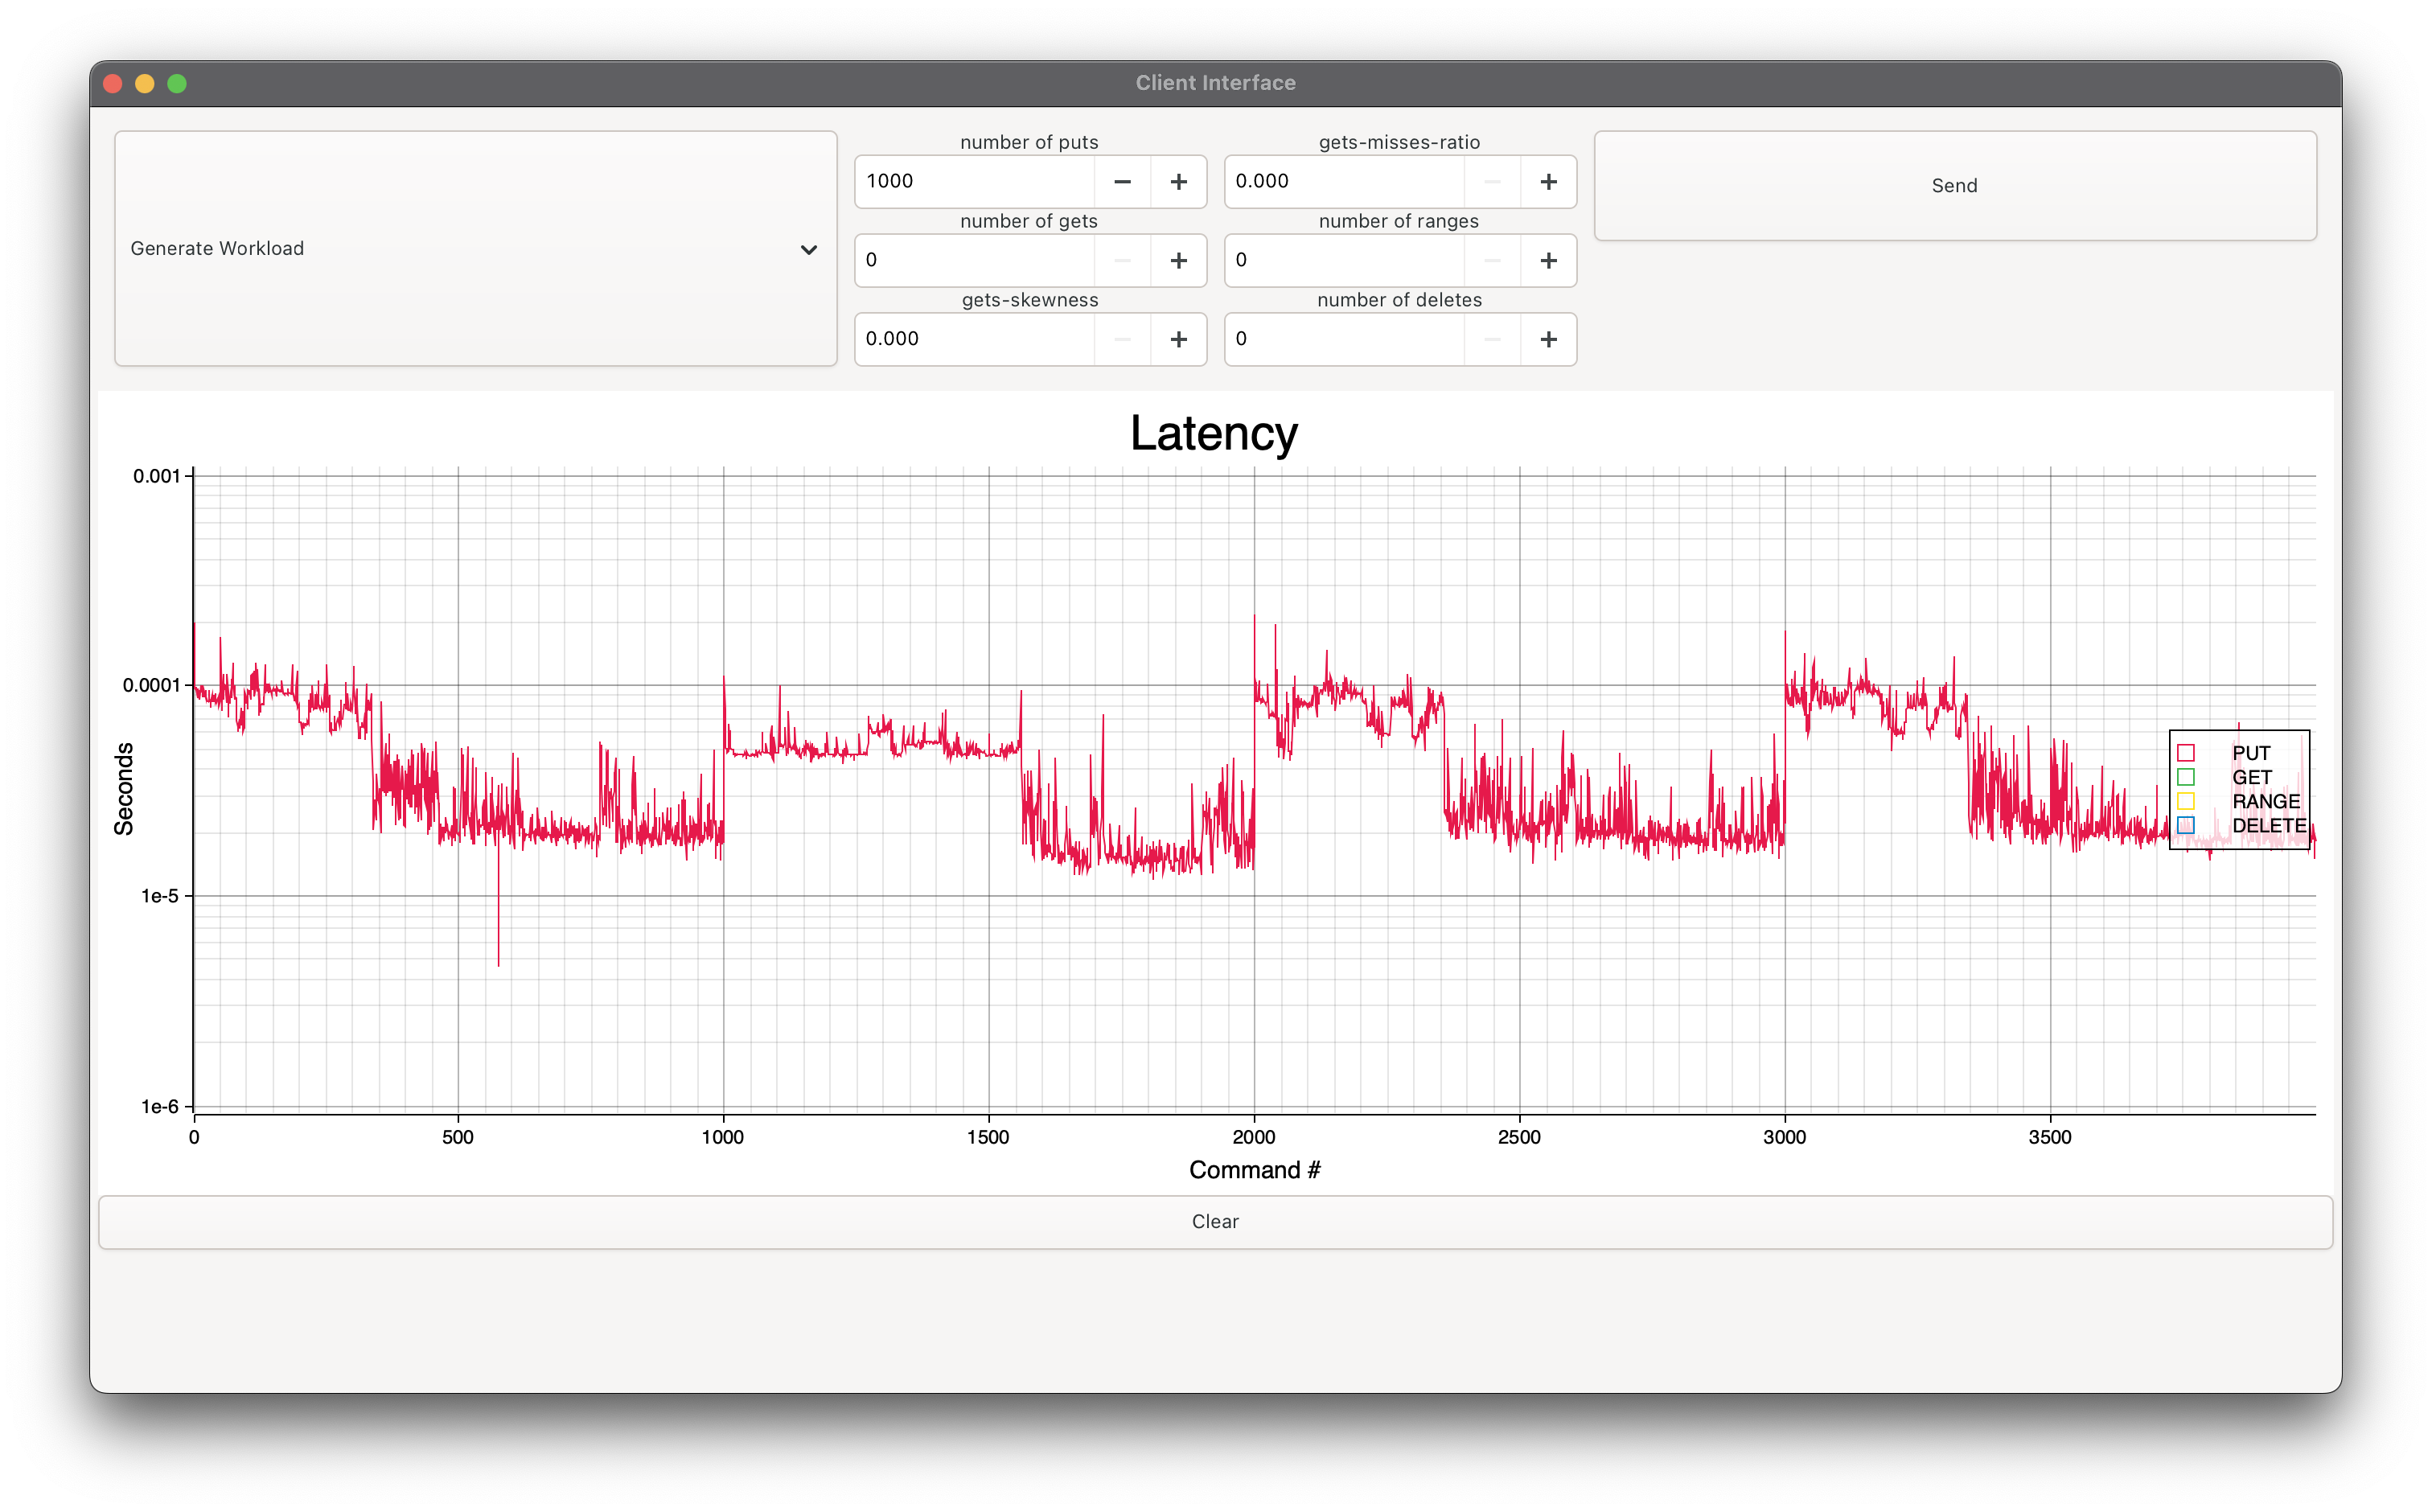 Client Interface
Generate Workload
number of puts
1000
number of gets
0
gets-skewness
0.000
gets-misses-ratio
0.000
number of ranges
0
number of deletes
0
Send
Latency
0.001
0.0001
1e-5
1e-6
Seconds
PUT
GET
RANGE
DELETE
0 500 1000 1500 2000 2500 3000 3500
Command #
Clear